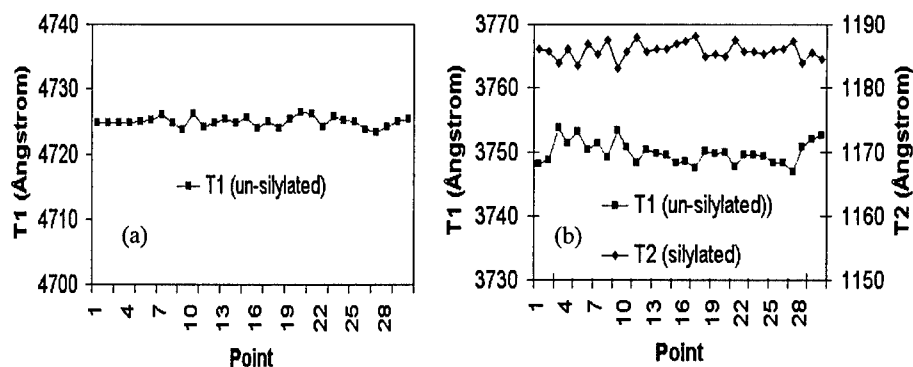 4740
4730
4720
4710
4700
T1 (Ångstrom)
T1 (un-silylated)
(a)
1 4 7 10 13 16 19 22 25 28
Point
3770
3760
3750
3740
3730
T1 (Ångstrom)
T1 (un-silylated))
(b)
T2 (silylated)
1190
1180
1170
1160
1150
T2 (Ångstrom)
1 4 7 10 13 16 19 22 25 28
Point